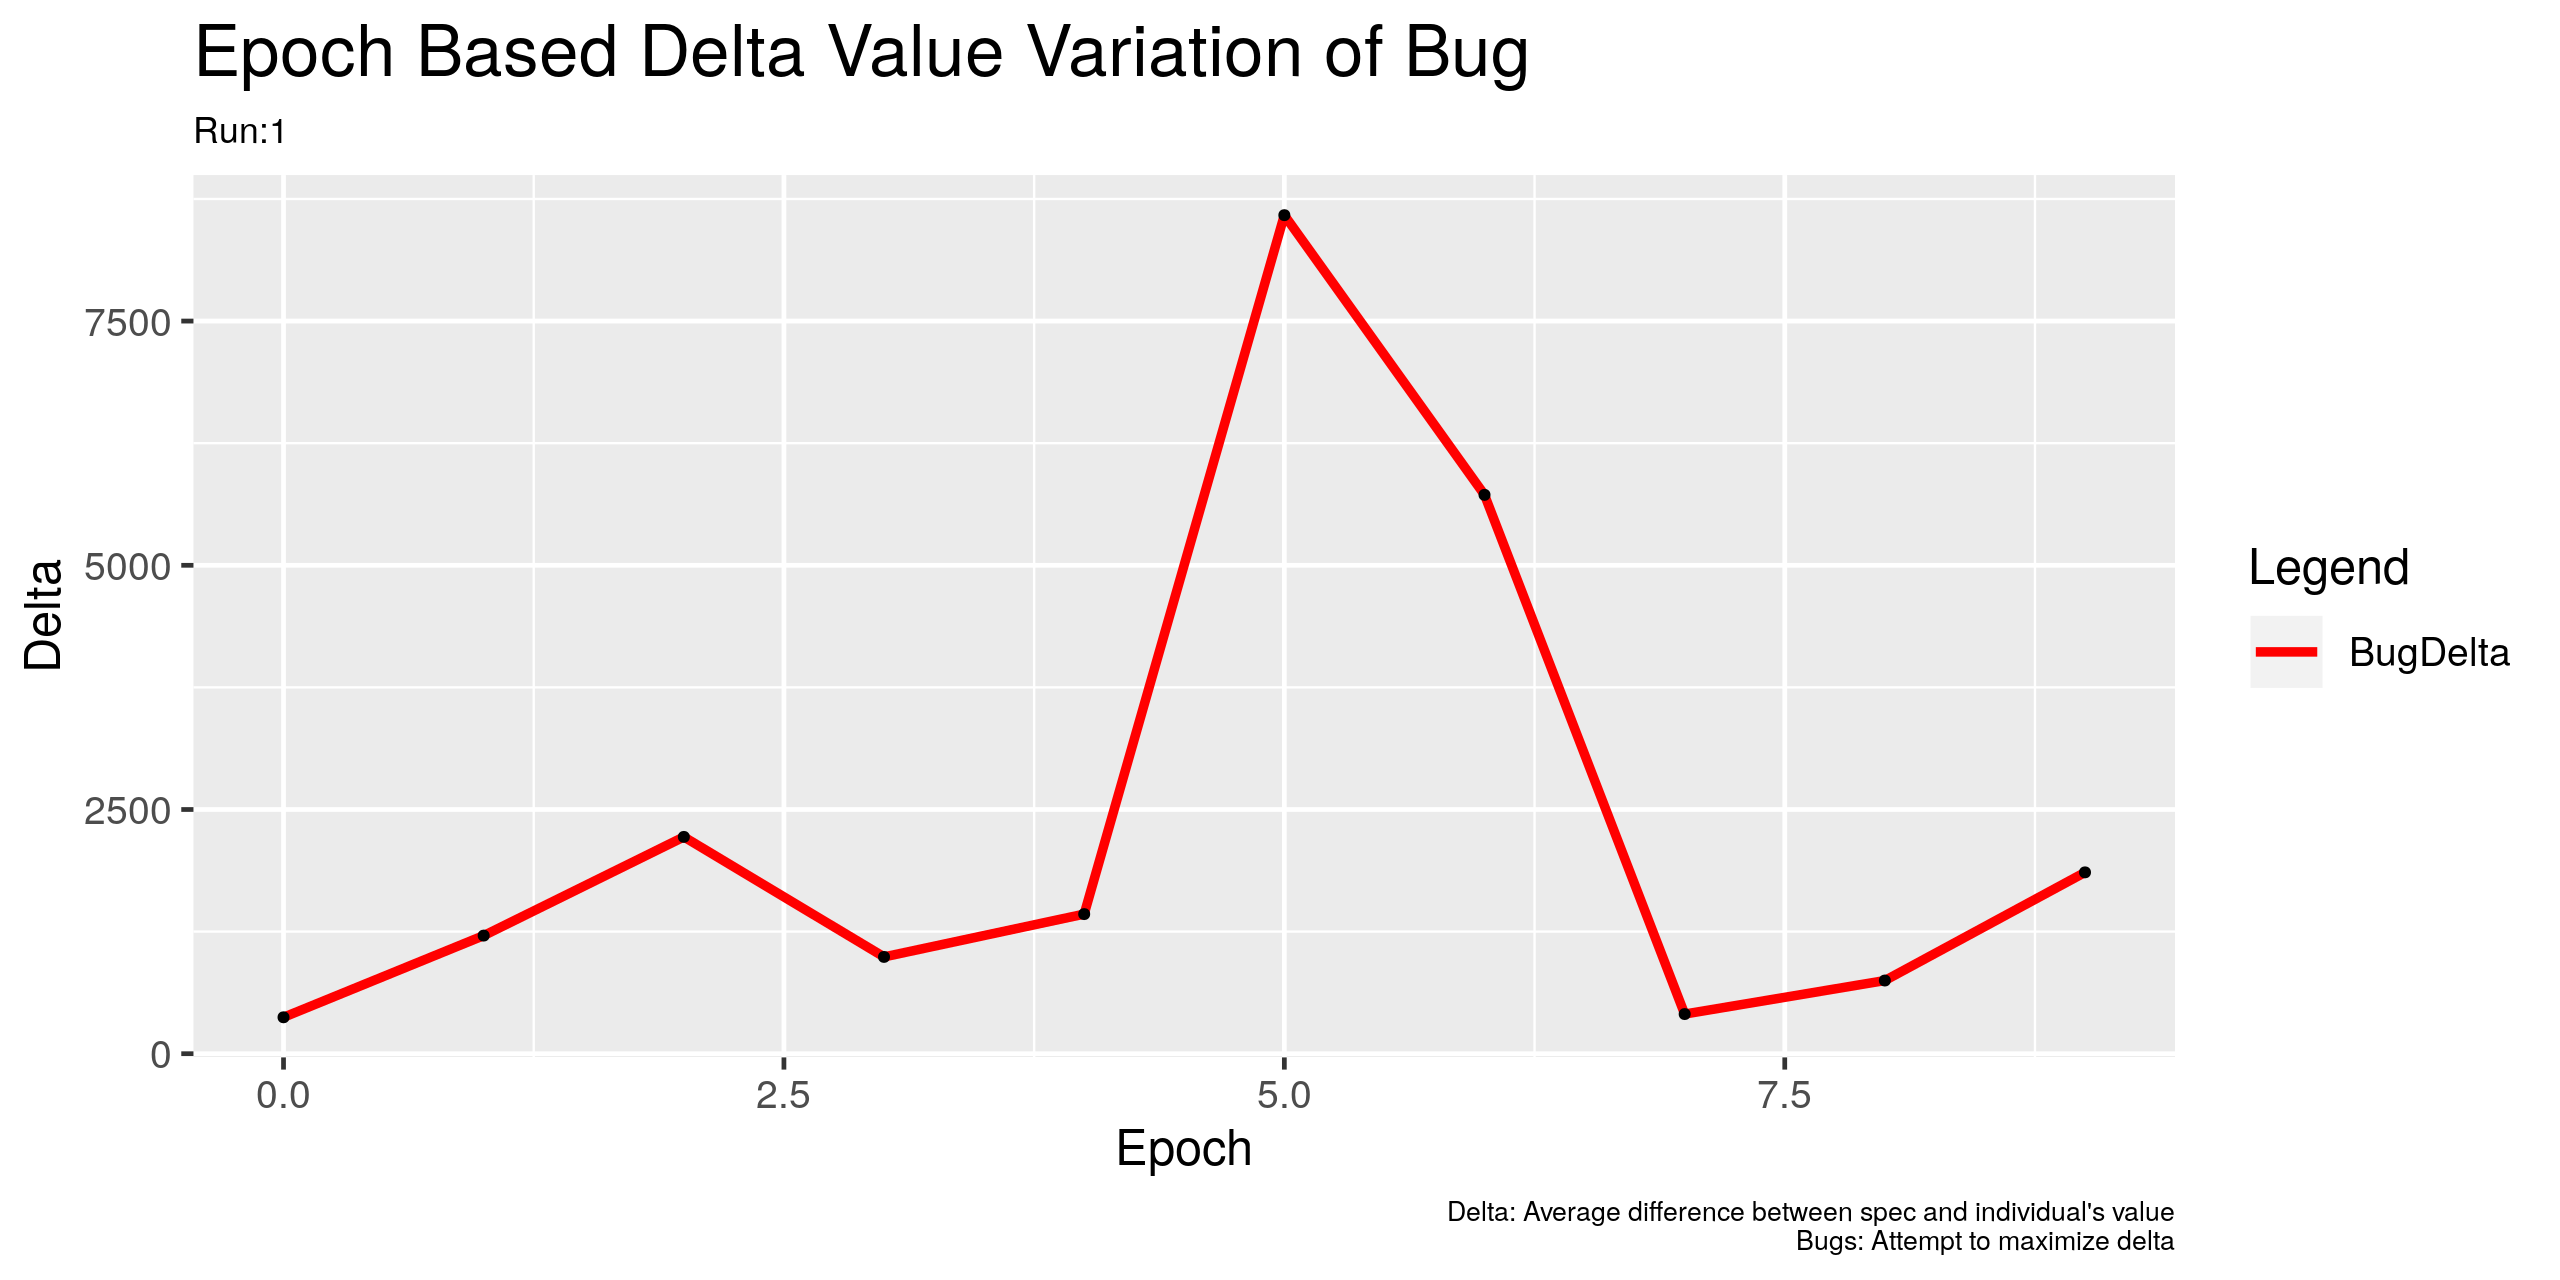 Epoch Based Delta Value Variation of Bug
Run:1
7500
5000
2500
0
Delta
0.0 2.5 5.0 7.5
Epoch
Legend
BugDelta
Delta: Average difference between spec and individual's value
Bugs: Attempt to maximize delta